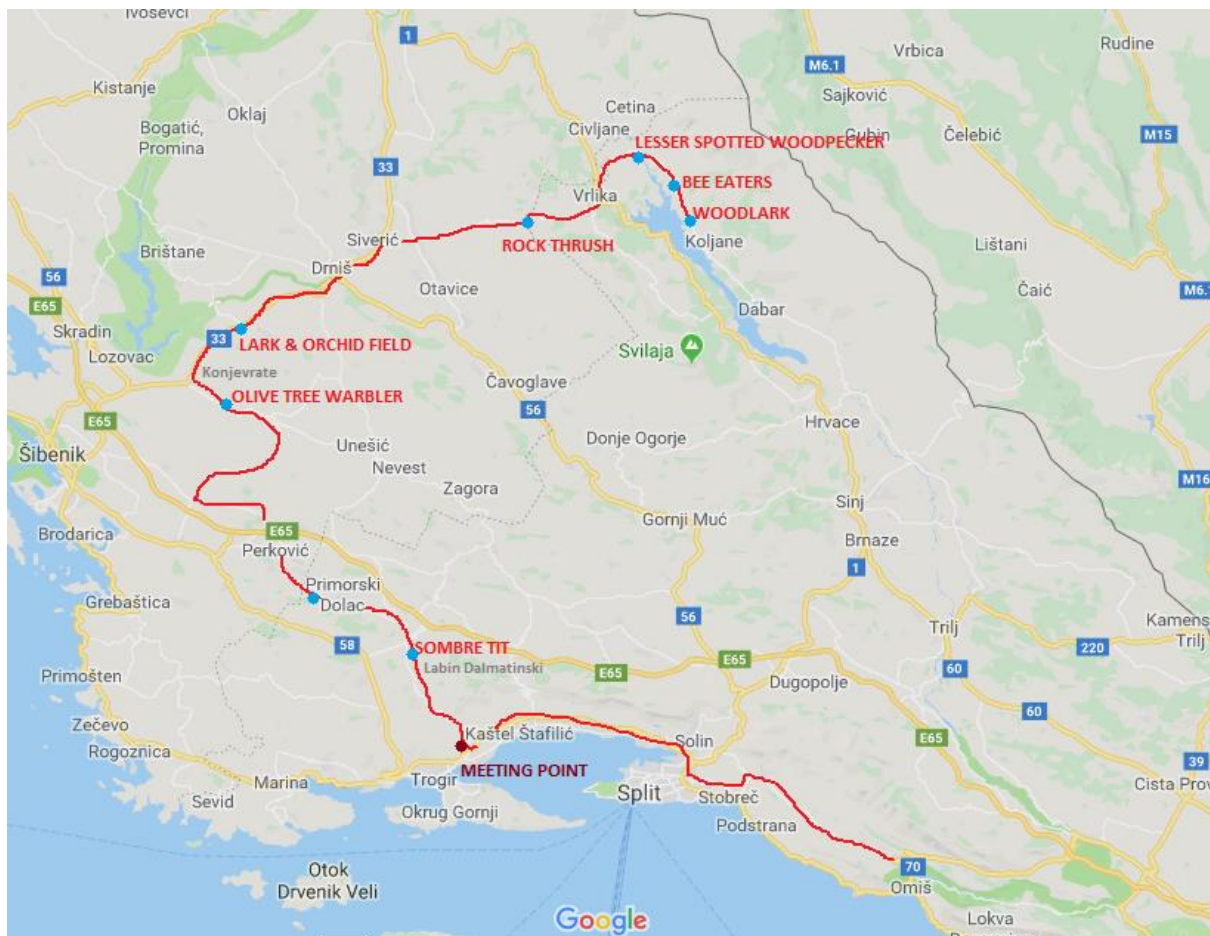 Ivoševci
1
Vrbica
Rudine
M6.1
Kistanje
Cetina
Sajković
Oklaj
Civljane
Čelebić
M15
Bogatić,
Promina
LESSER SPOTTED WOODPECKER
33
BEE EATERS
Vrlika
WOODLARK
Siverić
ROCK THRUSH
Koljane
Lištani
Brištane
Drniš
56
Otavice
Čaić
M6.1
E65
Dabar
Skradin
33
LARK & ORCHID FIELD
Lozovac
Svilaja
Konjevrate
Čavoglave
OLIVE TREE WARBLER
56
E65
Hrvace
Unešić
Donje Ogorje
Šibenik
Nevest
M16
Zagora
Sinj
Gornji Muć
Brodarica
E65
Brnaze
Perković
1
Primorski
Dolac
Grebaštica
56
Kamens
Trilj
Trilj
58
220
SOMBRE TIT
E65
Labin Dalmatinski
E65
60
Primošten
Dugopolje
60
Zečevo
Kaštel Štafilić
E65
Rogoznica
Solin
39
MEETING POINT
Marina
Trogir
Cista Prov
Sevid
Split
Stobreč
Okrug Gornji
Podstrana
Otok
Drvenik Veli
70
Omiš
Google
Lokva